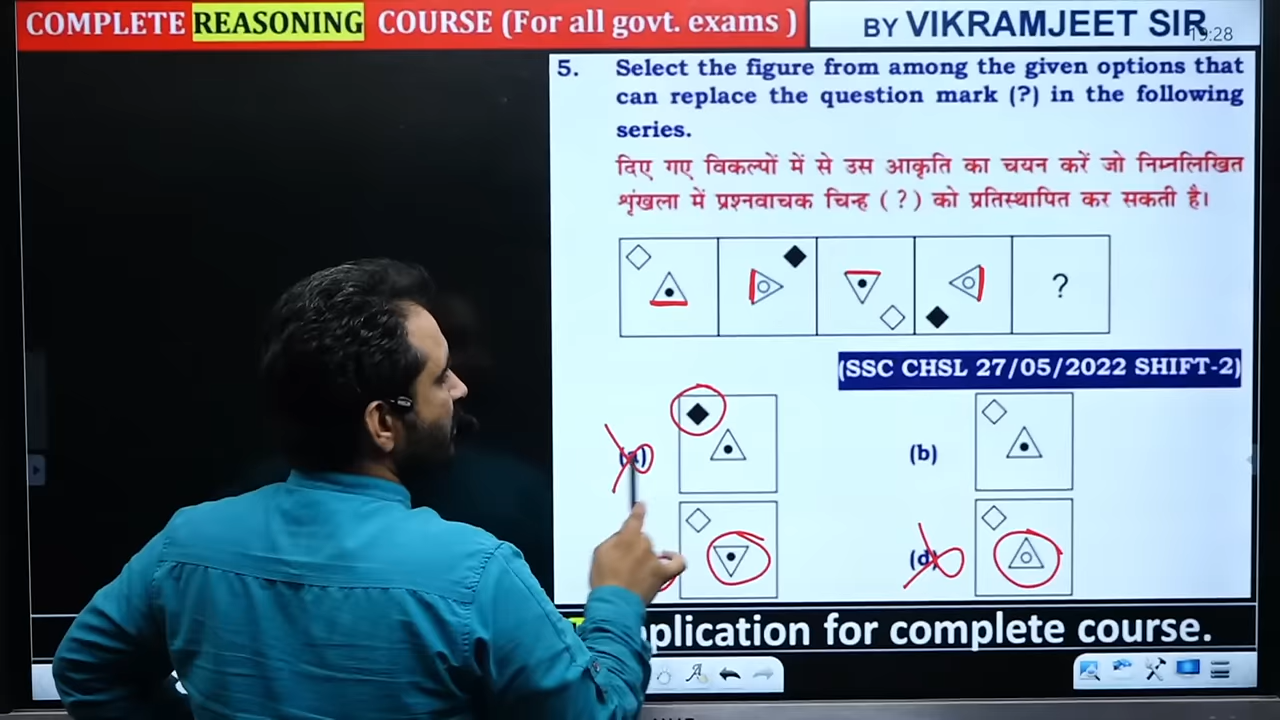 COMPLETE REASONING COURSE (For all govt. exams )
BY VIKRAMJEET SIR
19:28
5. Select the figure from among the given options that
can replace the question mark (?) in the following
series.
दिए गए विकल्पों में से उस आकृति का चयन करें जो निम्नलिखित
शृंखला में प्रश्नवाचक चिन्ह ( ? ) को प्रतिस्थापित कर सकती है।
?
(SSC CHSL 27/05/2022 SHIFT-2)
(a)
(b)
(d)
plication for complete course.